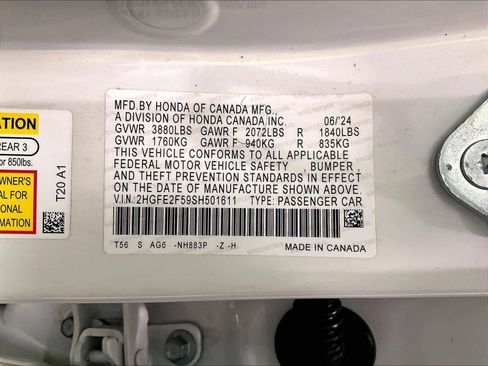 ATION
REAR 3
or 850lbs.
WNER'S
AL FOR
ONAL
MATION
T20 A1
MFD.BY HONDA OF CANADA MFG.,
A DIVISION OF HONDA CANADA INC. 06/'24
GVWR 3880LBS GAWR F 2072LBS R 1840LBS
GVWR 1760KG GAWR F 940KG R 835KG
THIS VEHICLE CONFORMS TO ALL APPLICABLE
FEDERAL MOTOR VEHICLE SAFETY, BUMPER,
AND THEFT PREVENTION STANDARDS IN EFFECT
ON THE DATE OF MANUFACTURE SHOWN ABOVE.
V.I.N: 2HGFE2F59SH501611 TYPE: PASSENGER CAR
T56 S AG6 -NH883P -Z -H MADE IN CANADA